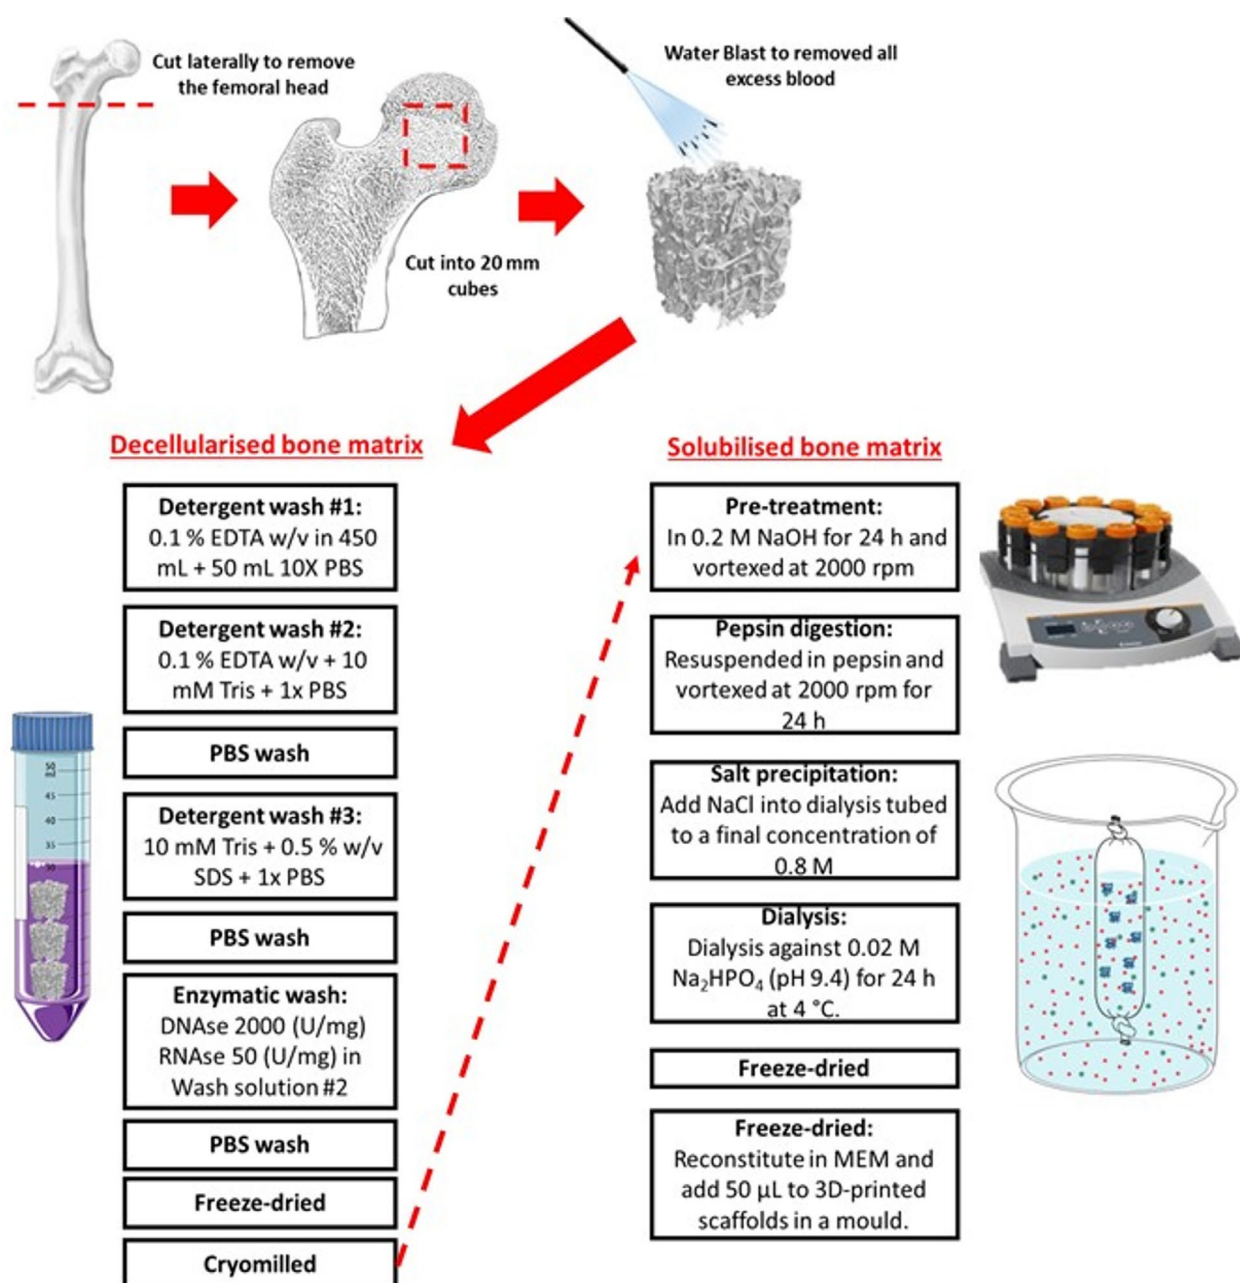 Cut laterally to remove
the femoral head
Water Blast to removed all
excess blood
Cut into 20 mm
cubes
Decellularised bone matrix
Detergent wash #1:
0.1 % EDTA w/v in 450
mL + 50 mL 10X PBS
Detergent wash #2:
0.1 % EDTA w/v + 10
mM Tris + 1x PBS
PBS wash
Detergent wash #3:
10 mM Tris + 0.5 % w/v
SDS + 1x PBS
PBS wash
Enzymatic wash:
DNAse 2000 (U/mg)
RNAse 50 (U/mg) in
Wash solution #2
PBS wash
Freeze-dried
Cryomilled
50
ml
45
40
35
30
Solubilised bone matrix
Pre-treatment:
In 0.2 M NaOH for 24 h and
vortexed at 2000 rpm
Pepsin digestion:
Resuspended in pepsin and
vortexed at 2000 rpm for
24 h
Salt precipitation:
Add NaCl into dialysis tubed
to a final concentration of
0.8 M
Dialysis:
Dialysis against 0.02 M
Na₂HPO₄ (pH 9.4) for 24 h
at 4 °C.
Freeze-dried
Freeze-dried:
Reconstitute in MEM and
add 50 µL to 3D-printed
scaffolds in a mould.